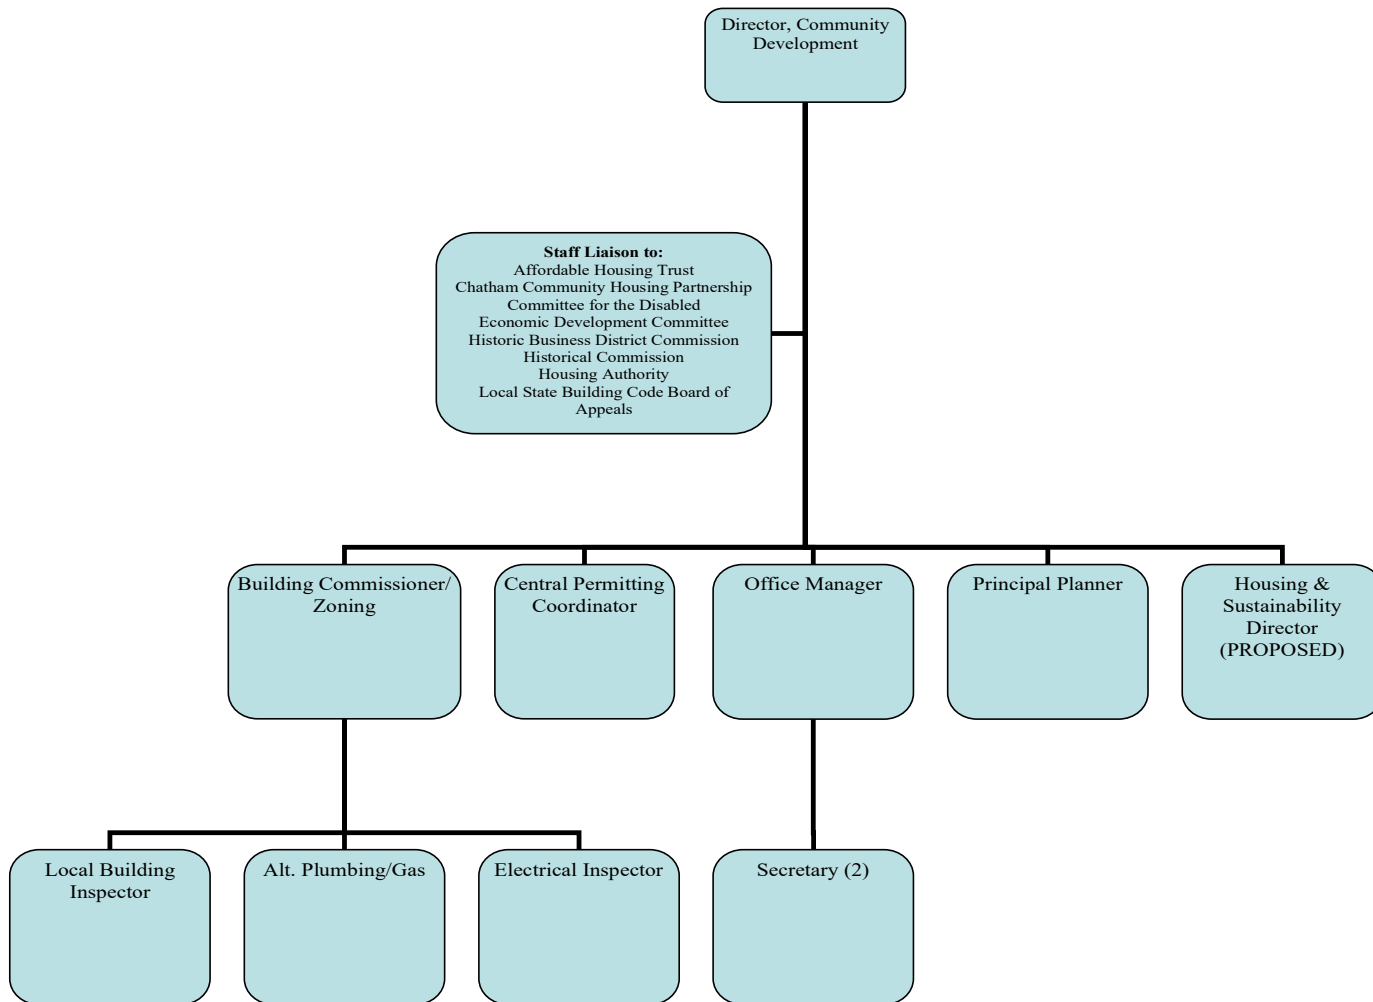 Director, Community
Development
Staff Liaison to:
Affordable Housing Trust
Chatham Community Housing Partnership
Committee for the Disabled
Economic Development Committee
Historic Business District Commission
Historical Commission
Housing Authority
Local State Building Code Board of
Appeals
Building Commissioner/
Zoning
Central Permitting
Coordinator
Office Manager
Principal Planner
Housing &
Sustainability
Director
(PROPOSED)
Local Building
Inspector
Alt. Plumbing/Gas
Electrical Inspector
Secretary (2)